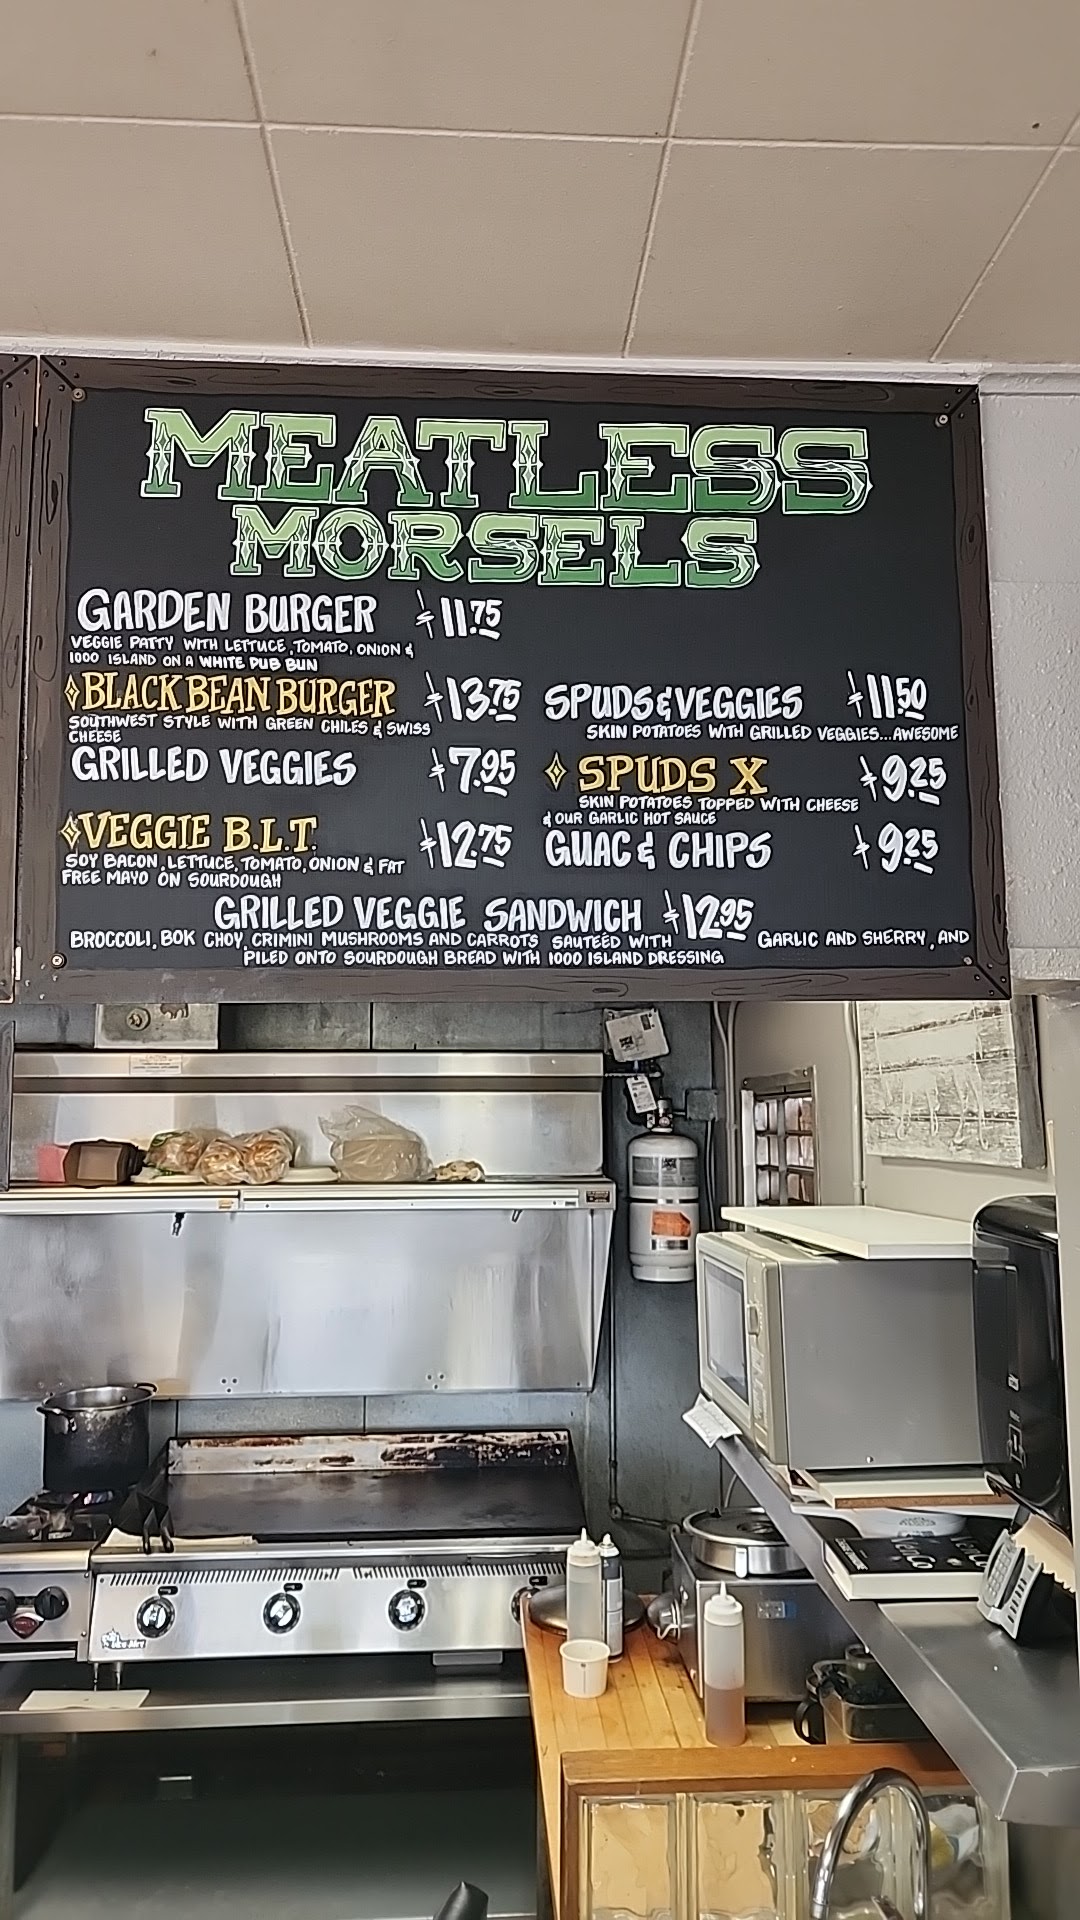 MEATLESS
MORSELS
GARDEN BURGER 11.75
VEGGIE PATTY WITH LETTUCE, TOMATO, ONION &
1000 ISLAND ON A WHITE PUB BUN
BLACK BEAN BURGER 13.75
SOUTHWEST STYLE WITH GREEN CHILES & SWISS
CHEESE
GRILLED VEGGIES 7.95
VEGGIE B.L.T. 12.75
SOY BACON, LETTUCE, TOMATO, ONION & FAT
FREE MAYO ON SOURDOUGH
SPUDS & VEGGIES 11.50
SKIN POTATOES WITH GRILLED VEGGIES...AWESOME
SPUDS X 9.25
SKIN POTATOES TOPPED WITH CHEESE
& OUR GARLIC HOT SAUCE
GUAC & CHIPS 9.25
GRILLED VEGGIE SANDWICH 12.95
BROCCOLI, BOK CHOY, CRIMINI MUSHROOMS AND CARROTS SAUTEED WITH GARLIC AND SHERRY, AND
PILED ONTO SOURDOUGH BREAD WITH 1000 ISLAND DRESSING